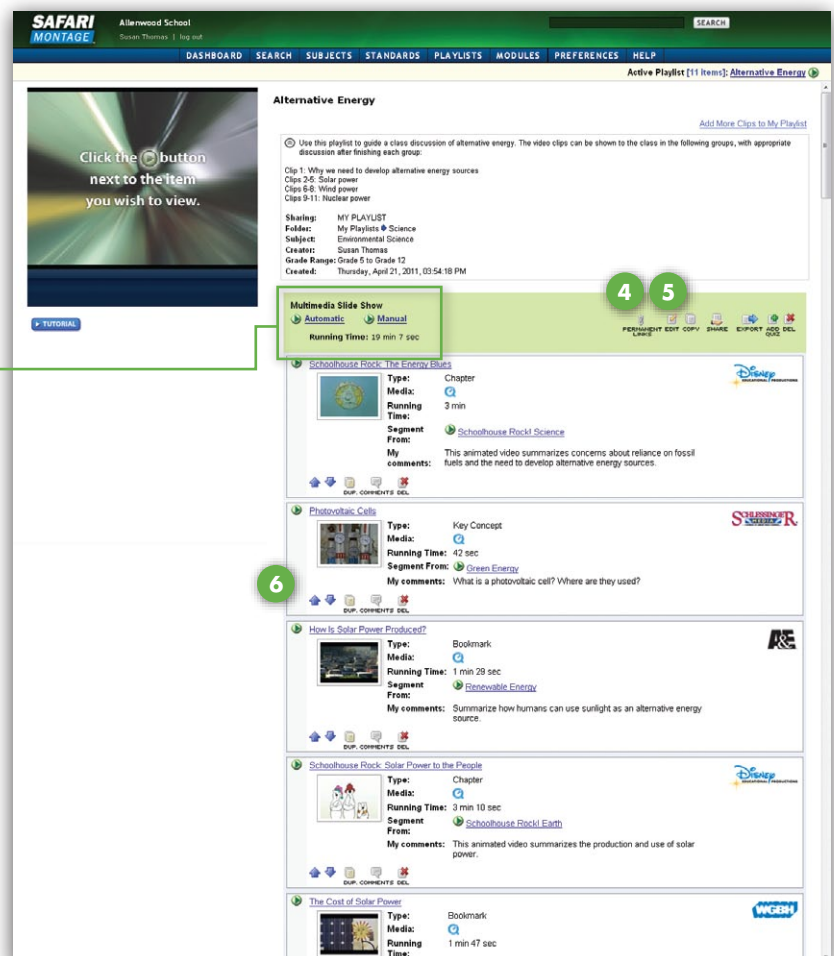 SAFARI
MONTAGE
Allenwood School
Susan Thomas | log out
SEARCH
DASHBOARD SEARCH SUBJECTS STANDARDS PLAYLISTS MODULES PREFERENCES HELP
Active Playlist [11 items]: Alternative Energy
Click the button
next to the item
you wish to view.
TUTORIAL
Alternative Energy
Add More Clips to My Playlist
Use this playlist to guide a class discussion of alternative energy. The video clips can be shown to the class in the following groups, with appropriate
discussion after finishing each group:
Clip 1: Why we need to develop alternative energy sources
Clips 2-5: Solar power
Clips 6-8: Wind power
Clips 9-11: Nuclear power
Sharing: MY PLAYLIST
Folder: My Playlists Science
Subject: Environmental Science
Creator: Susan Thomas
Grade Range: Grade 5 to Grade 12
Created: Thursday, April 21, 2011, 03:54:18 PM
4 5
Multimedia Slide Show
Automatic Manual
Running Time: 19 min 7 sec
PERMANENT LINKS EDIT COPY SHARE EXPORT ADD QUIZ DEL
Schoolhouse Rock: The Energy Blues
Disney
EDUCATIONAL PRODUCTIONS
Type: Chapter
Media:
Running Time: 3 min
Segment From: Schoolhouse Rock! Science
My comments: This animated video summarizes concerns about reliance on fossil
fuels and the need to develop alternative energy sources.
DUP. COMMENTS DEL
Photovoltaic Cells
SCHLESSINGER
MEDIA
Type: Key Concept
Media:
Running Time: 42 sec
Segment From: Green Energy
My comments: What is a photovoltaic cell? Where are they used?
6
DUP. COMMENTS DEL
How Is Solar Power Produced?
A&E
Type: Bookmark
Media:
Running Time: 1 min 29 sec
Segment From: Renewable Energy
My comments: Summarize how humans can use sunlight as an alternative energy
source.
DUP. COMMENTS DEL
Schoolhouse Rock: Solar Power to the People
Disney
EDUCATIONAL PRODUCTIONS
Type: Chapter
Media:
Running Time: 3 min 10 sec
Segment From: Schoolhouse Rock! Earth
My comments: This animated video summarizes the production and use of solar
power.
DUP. COMMENTS DEL
The Cost of Solar Power
WGBH
Type: Bookmark
Media:
Running Time: 1 min 47 sec